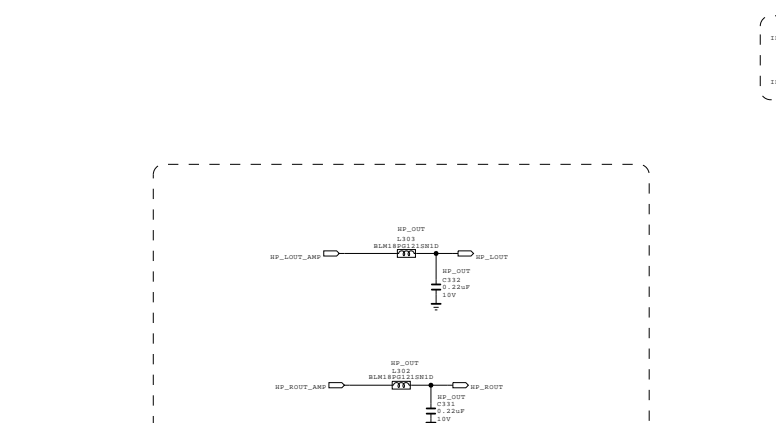 HP_OUT
L303
BLM18PG121SN1D
HP_LOUT_AMP
HP_LOUT
HP_OUT
C332
0.22uF
10V
HP_OUT
L302
BLM18PG121SN1D
HP_ROUT_AMP
HP_ROUT
HP_OUT
C331
0.22uF
10V